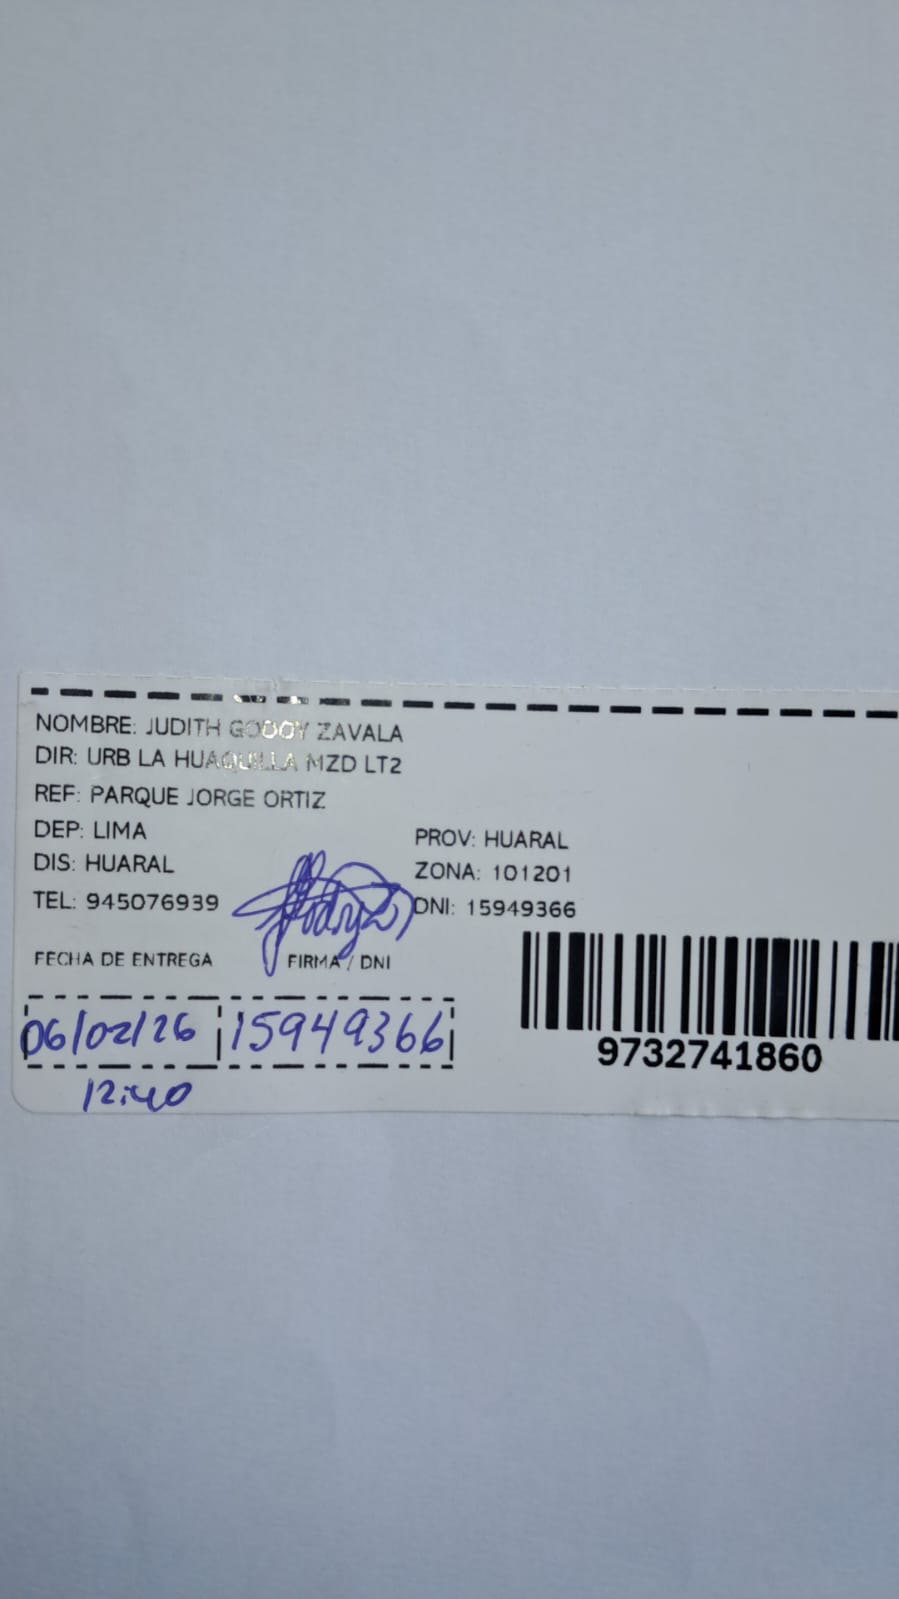 NOMBRE: JUDITH GODOY ZAVALA
DIR: URB LA HUAQUILLA MZD LT2
REF: PARQUE JORGE ORTIZ
DEP: LIMA PROV: HUARAL
DIS: HUARAL ZONA: 101201
TEL: 945076939 DNI: 15949366
FECHA DE ENTREGA FIRMA / DNI
06/02/26 15949366
12:40
9732741860